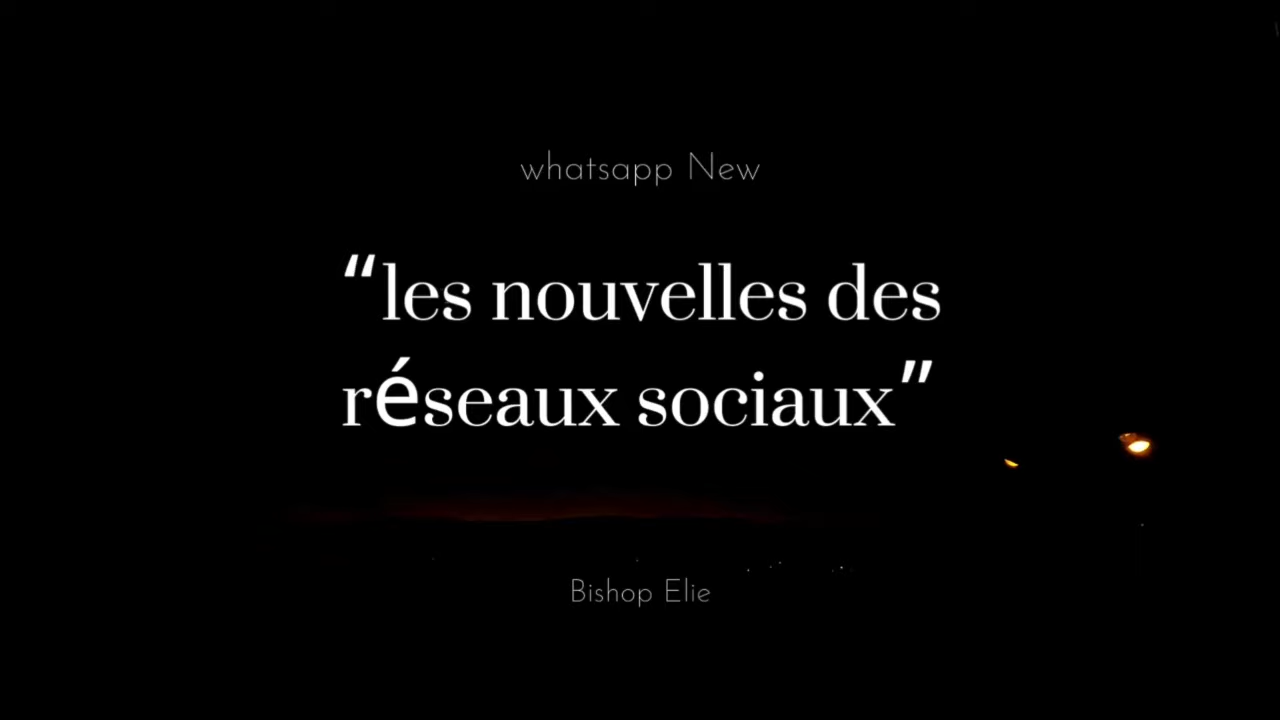 whatsapp New
“les nouvelles des
réseaux sociaux”
Bishop Elie